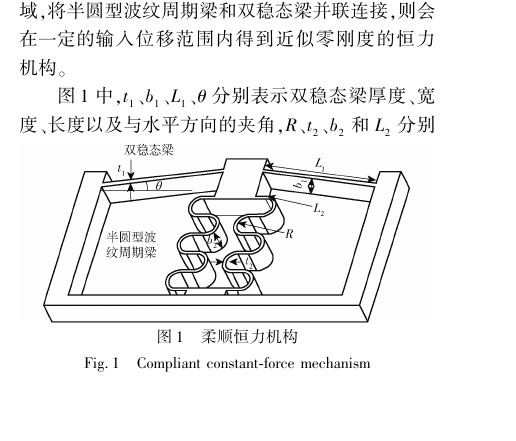 域,将半圆型波纹周期梁和双稳态梁并联连接,则会
在一定的输入位移范围内得到近似零刚度的恒力
机构。
图 1 中,t₁、b₁、L₁、θ 分别表示双稳态梁厚度、宽
度、长度以及与水平方向的夹角,R、t₂、b₂ 和 L₂ 分别
双稳态梁
t₁
θ
L₁
b₁
L₂
R
半圆型波
纹周期梁
b₂
t₂
图 1 柔顺恒力机构
Fig. 1 Compliant constant-force mechanism